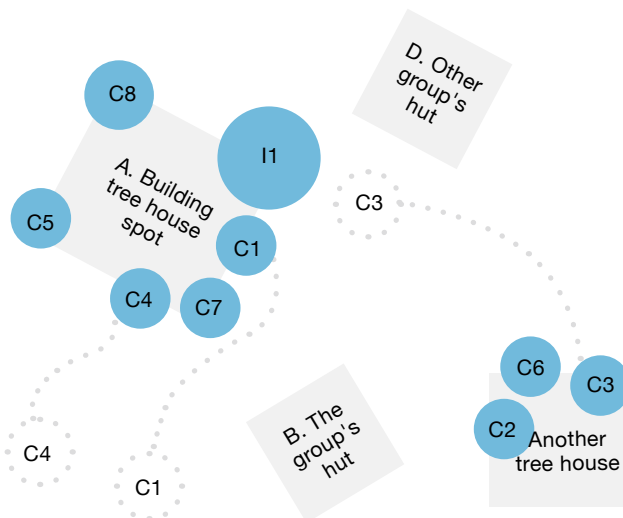 D. Other
group's
hut
C8
I1
A. Building
tree house
spot
C3
C5
C1
C4
C7
C6
C3
B. The
group's
hut
C2
Another
tree house
C4
C1